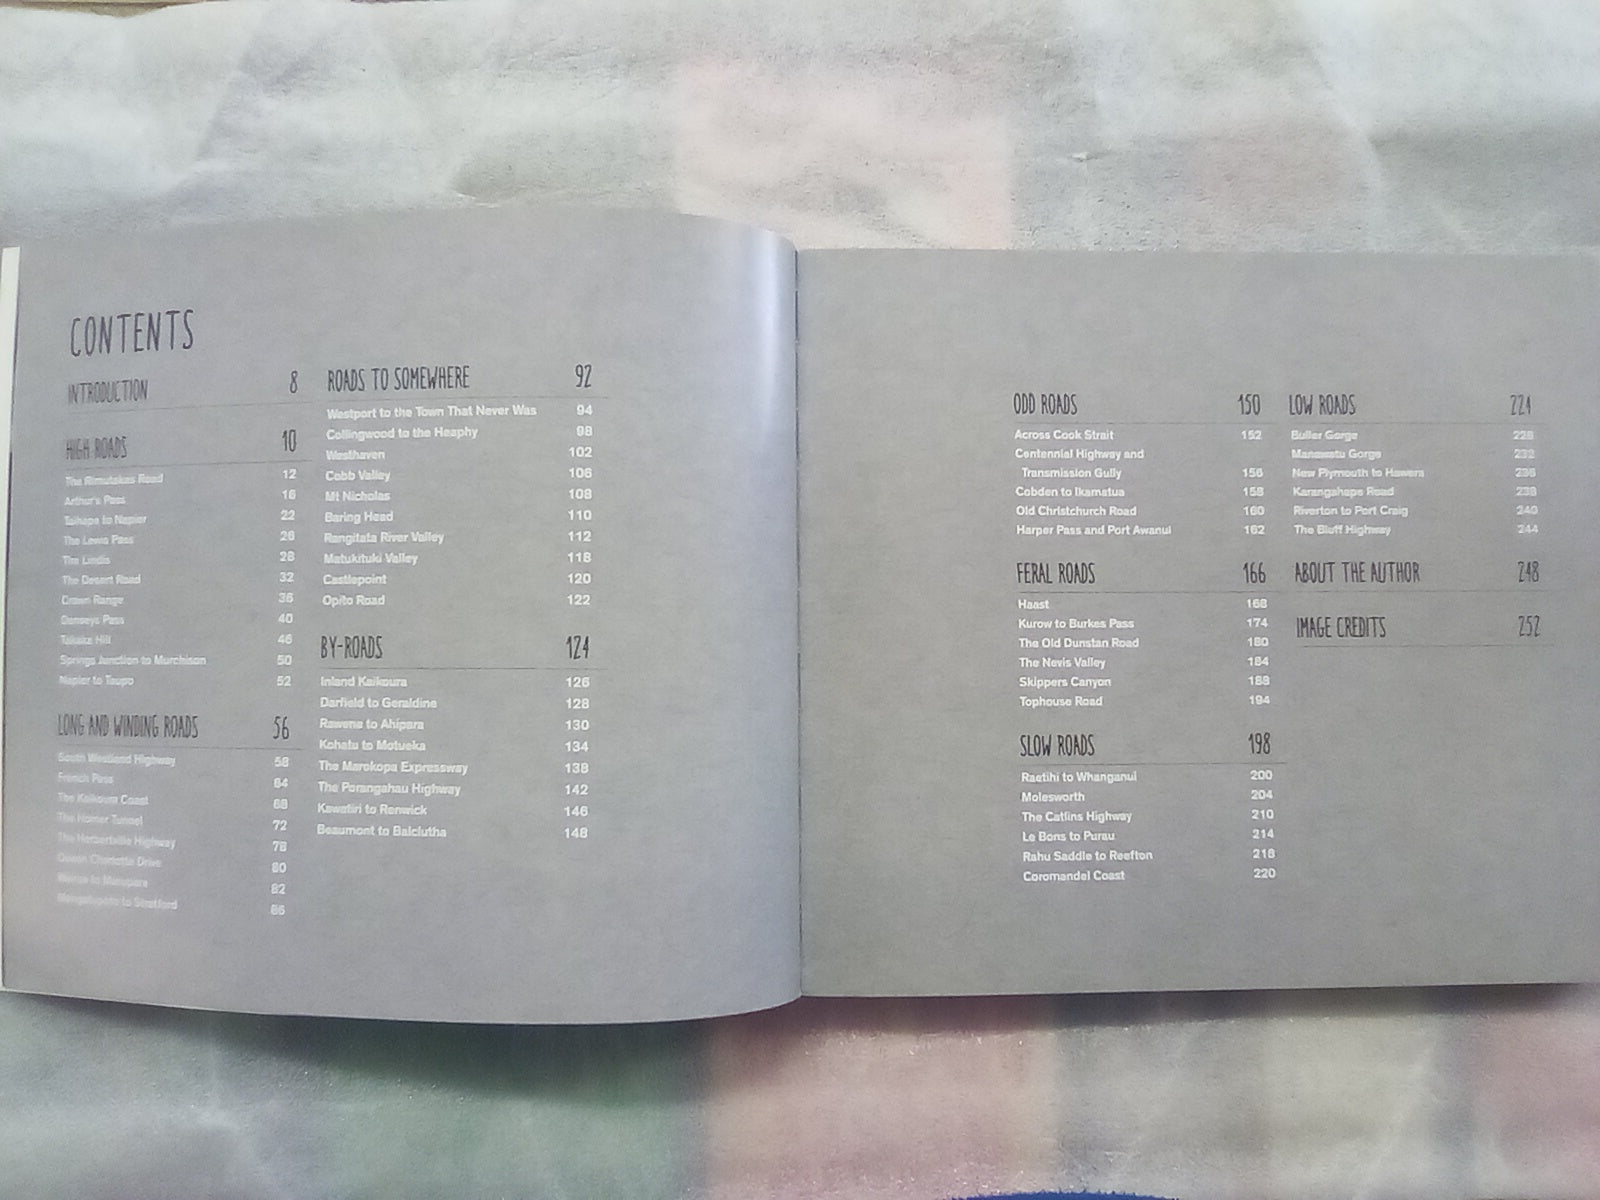 CONTENTS
INTRODUCTION 8
HIGH ROADS 10
The Rimutakas Road 12
Arthur's Pass 16
Taihape to Napier 22
The Lewis Pass 26
The Lindis 28
The Desert Road 32
Crown Range 36
Danseys Pass 40
Takaka Hill 46
Springs Junction to Murchison 50
Napier to Taupo 52
LONG AND WINDING ROADS 56
South Westland Highway 58
French Pass 64
The Kaikoura Coast 68
The Homer Tunnel 72
The Herbertville Highway 78
Queen Charlotte Drive 80
Wairoa to Murupara 82
to Stratford 86
ROADS TO SOMEWHERE 92
Westport to the Town That Never Was 94
Collingwood to the Heaphy 98
Westhaven 102
Cobb Valley 106
Mt Nicholas 108
Baring Head 110
Rangitata River Valley 112
Matukituki Valley 118
Castlepoint 120
Opito Road 122
BY-ROADS 124
Inland Kaikoura 126
Darfield to Geraldine 128
Rawene to Ahipara 130
Kohatu to Motueka 134
The Marokopa Expressway 138
The Porangahau Highway 142
Kawatiri to Renwick 146
Beaumont to Balclutha 148
ODD ROADS 150
Across Cook Strait 152
Centennial Highway and
Transmission Gully 156
Cobden to Ikamatua 158
Old Christchurch Road 160
Harper Pass and Port Awanui 162
FERAL ROADS 166
Haast 168
Kurow to Burkes Pass 174
The Old Dunstan Road 180
The Nevis Valley 184
Skippers Canyon 188
Tophouse Road 194
SLOW ROADS 198
Raetihi to Whanganui 200
Molesworth 204
The Catlins Highway 210
Le Bons to Purau 214
Rahu Saddle to Reefton 218
Coromandel Coast 220
LOW ROADS 224
Buller Gorge 228
Manawatu Gorge 232
New Plymouth to Hawera 236
Karangahape Road 238
Riverton to Port Craig 240
The Bluff Highway 244
ABOUT THE AUTHOR 248
IMAGE CREDITS 252